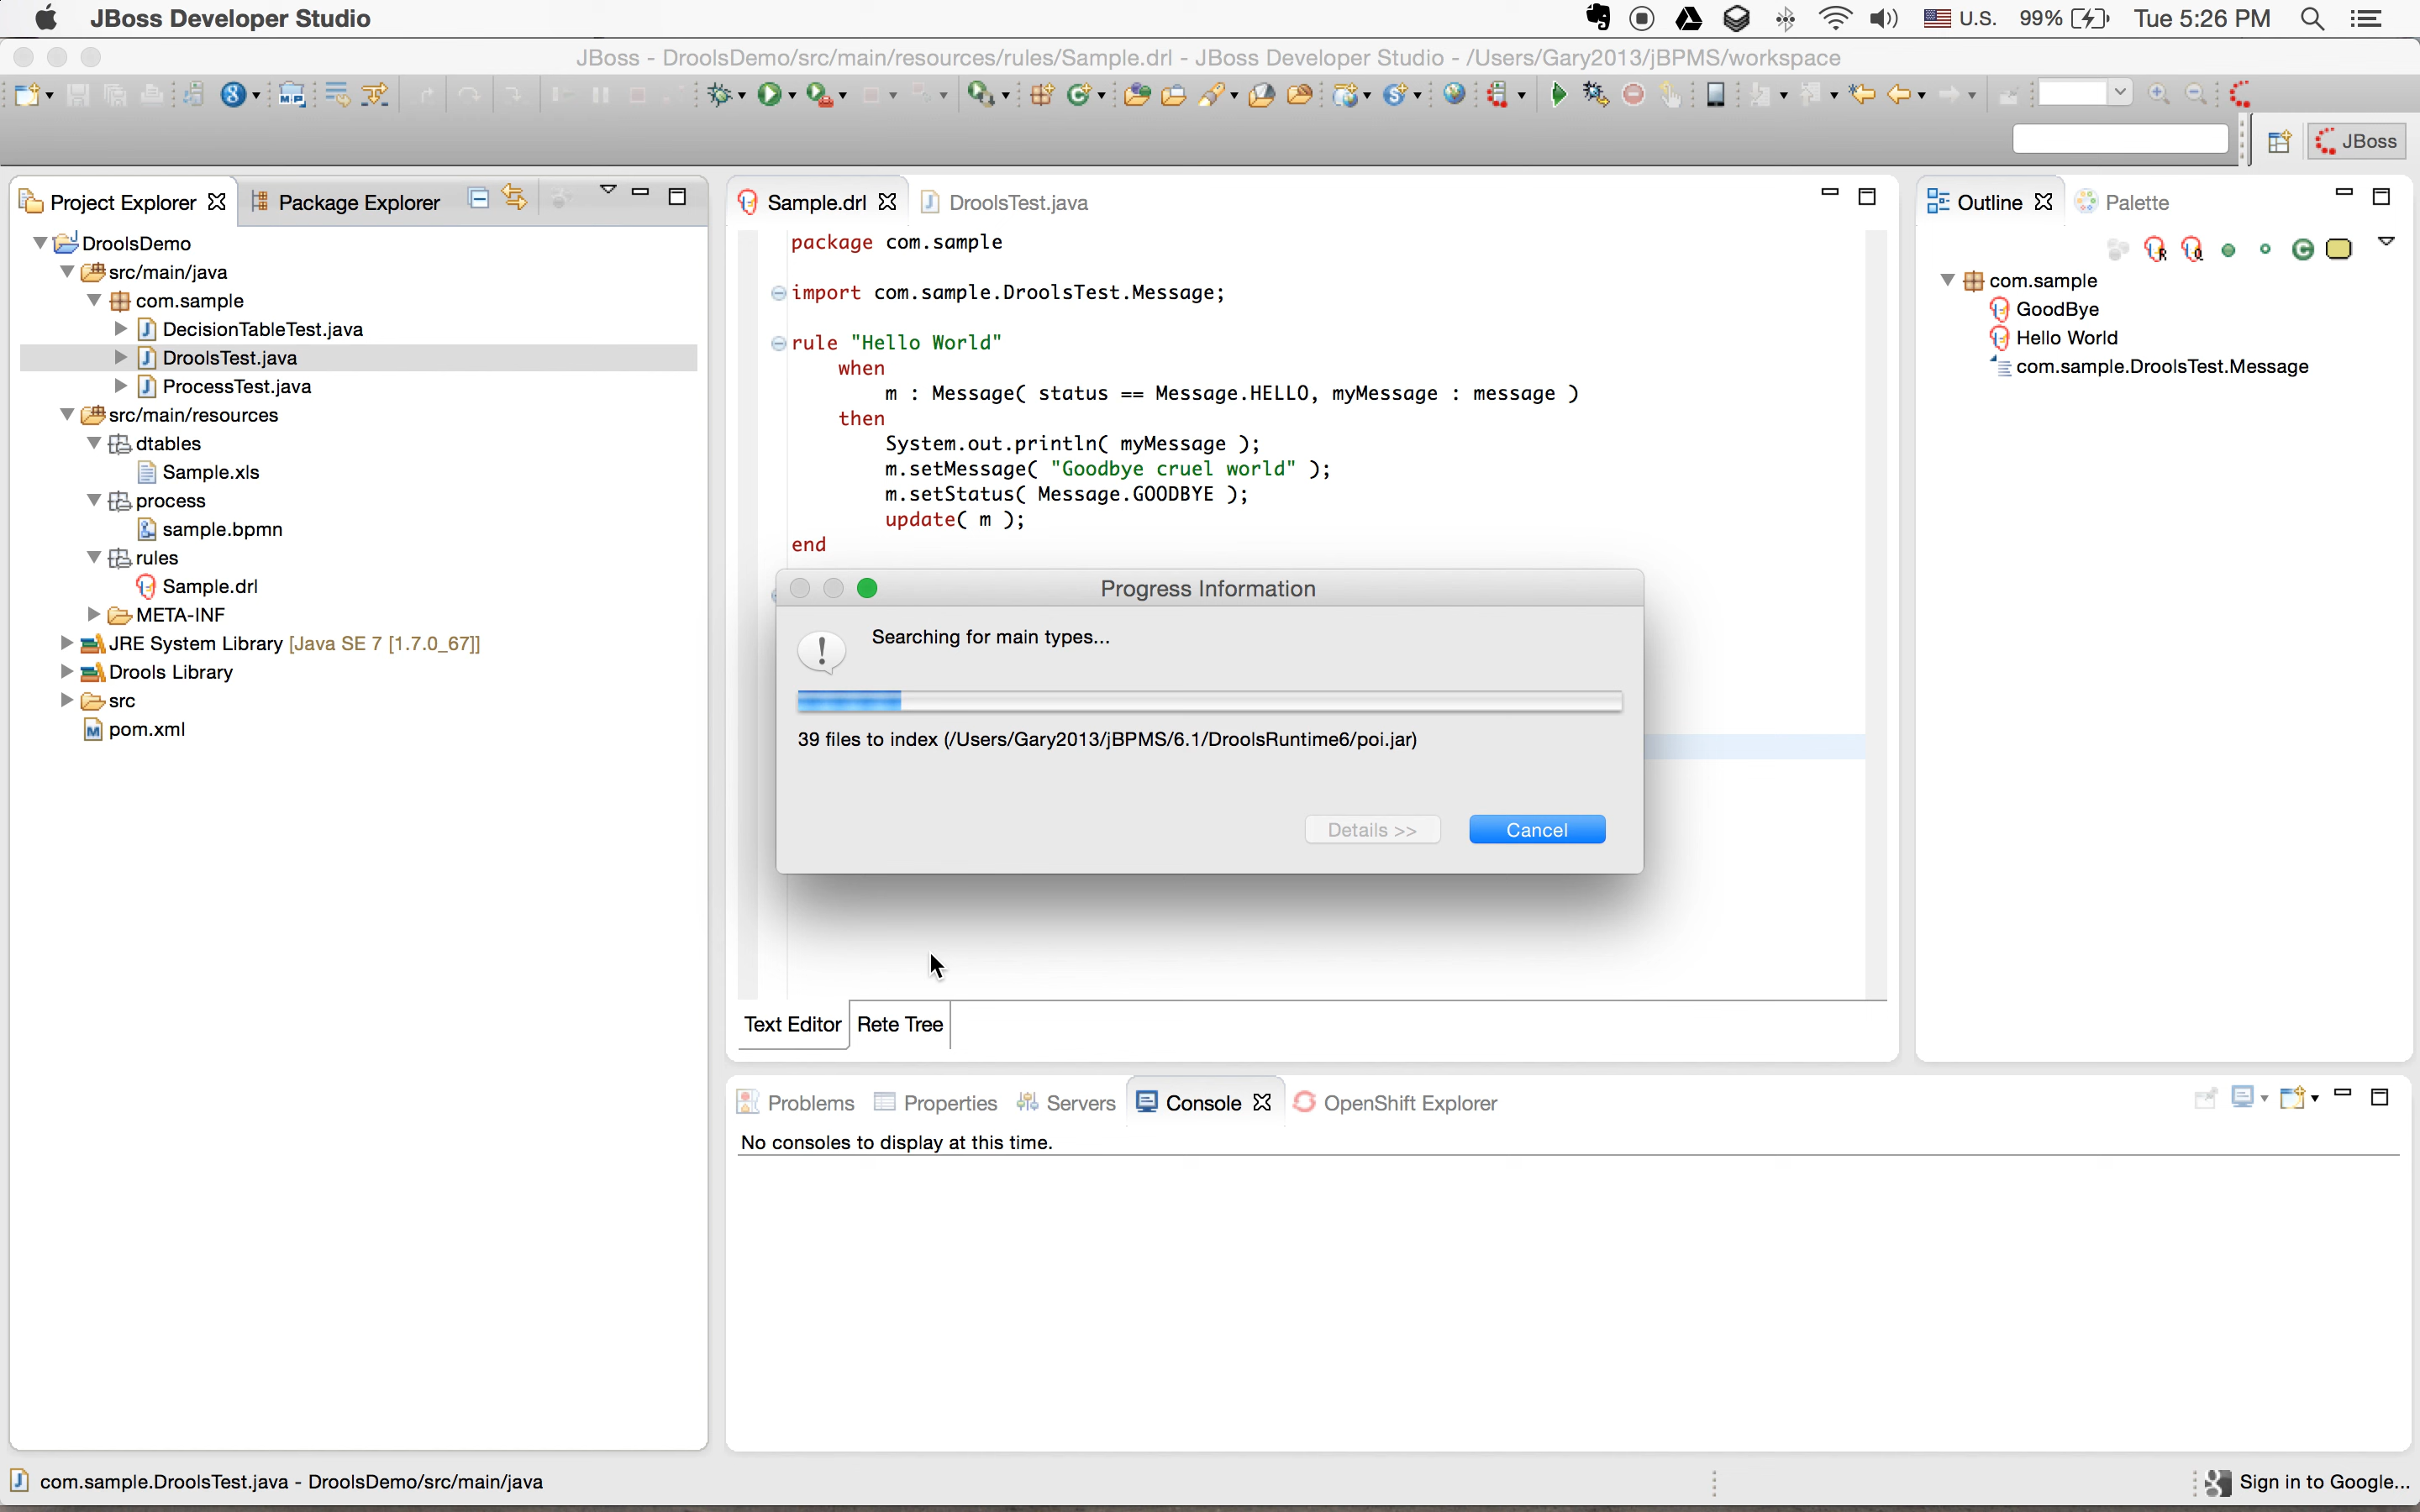 JBoss Developer Studio
U.S. 99% Tue 5:26 PM
JBoss - DroolsDemo/src/main/resources/rules/Sample.drl - JBoss Developer Studio - /Users/Gary2013/jBPMS/workspace
JBoss
Project Explorer
Package Explorer
DroolsDemo
src/main/java
com.sample
DecisionTableTest.java
DroolsTest.java
ProcessTest.java
src/main/resources
dtables
Sample.xls
process
sample.bpmn
rules
Sample.drl
META-INF
JRE System Library [Java SE 7 [1.7.0_67]]
Drools Library
src
pom.xml
Sample.drl
DroolsTest.java
package com.sample
import com.sample.DroolsTest.Message;
rule "Hello World"
when
m : Message( status == Message.HELLO, myMessage : message )
then
System.out.println( myMessage );
m.setMessage( "Goodbye cruel world" );
m.setStatus( Message.GOODBYE );
update( m );
end
Progress Information
Searching for main types...
39 files to index (/Users/Gary2013/jBPMS/6.1/DroolsRuntime6/poi.jar)
Details >>
Cancel
Text Editor
Rete Tree
Outline
Palette
com.sample
GoodBye
Hello World
com.sample.DroolsTest.Message
Problems
Properties
Servers
Console
OpenShift Explorer
No consoles to display at this time.
com.sample.DroolsTest.java - DroolsDemo/src/main/java
Sign in to Google...